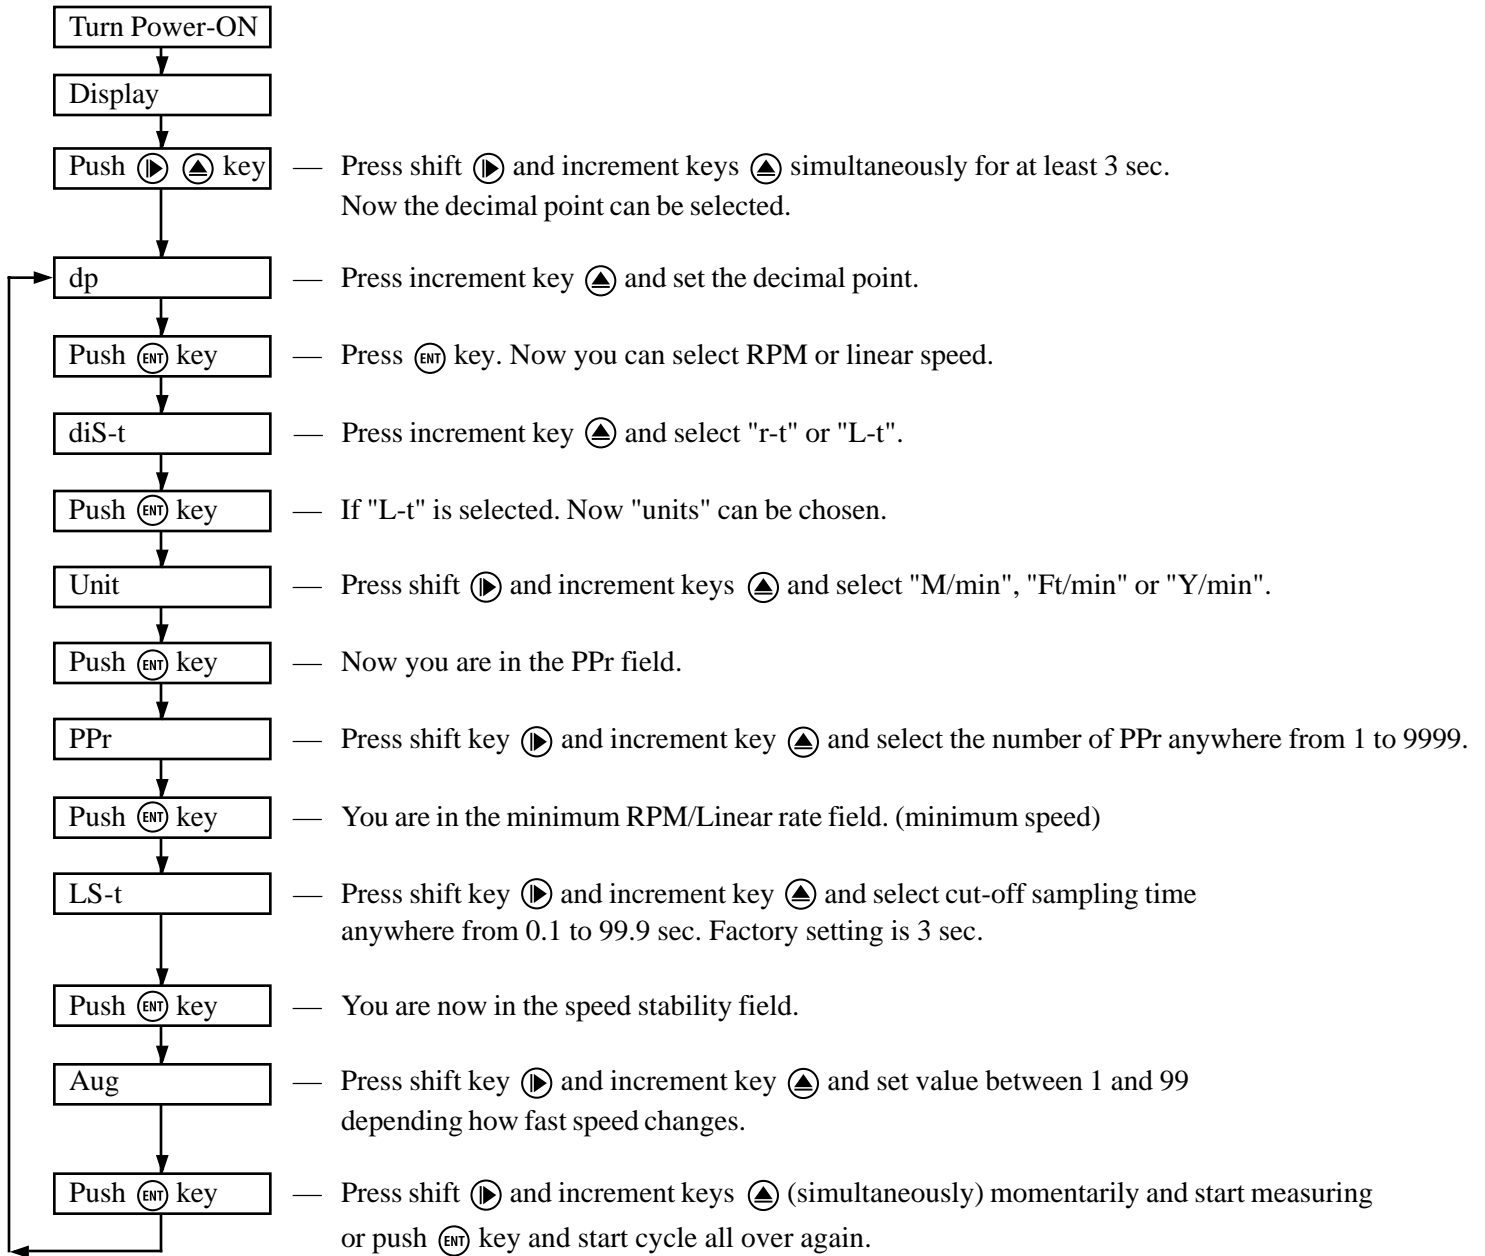 Turn Power-ON
Display
Push key — Press shift and increment keys simultaneously for at least 3 sec.
Now the decimal point can be selected.
dp — Press increment key and set the decimal point.
Push ENT key — Press ENT key. Now you can select RPM or linear speed.
diS-t — Press increment key and select "r-t" or "L-t".
Push ENT key — If "L-t" is selected. Now "units" can be chosen.
Unit — Press shift and increment keys and select "M/min", "Ft/min" or "Y/min".
Push ENT key — Now you are in the PPr field.
PPr — Press shift key and increment key and select the number of PPr anywhere from 1 to 9999.
Push ENT key — You are in the minimum RPM/Linear rate field. (minimum speed)
LS-t — Press shift key and increment key and select cut-off sampling time
anywhere from 0.1 to 99.9 sec. Factory setting is 3 sec.
Push ENT key — You are now in the speed stability field.
Aug — Press shift key and increment key and set value between 1 and 99
depending how fast speed changes.
Push ENT key — Press shift and increment keys (simultaneously) momentarily and start measuring
or push ENT key and start cycle all over again.